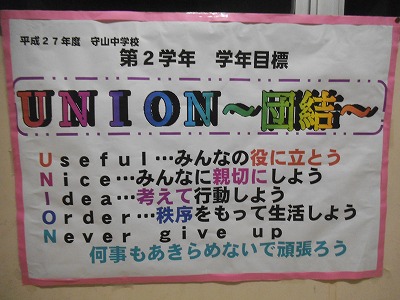 平成２７年度　守山中学校
第２学年　学年目標
ＵＮＩＯＮ～団結～
Ｕｓｅｆｕｌ…みんなの役に立とう
Ｎｉｃｅ…みんなに親切にしよう
Ｉｄｅａ…考えて行動しよう
Ｏｒｄｅｒ…秩序をもって生活しよう
Ｎｅｖｅｒ　ｇｉｖｅ　ｕｐ
何事もあきらめないで頑張ろう